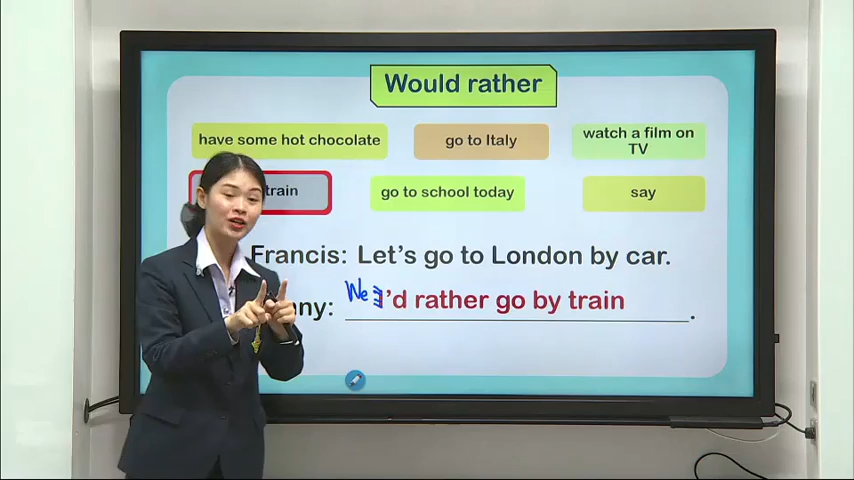 Would rather
have some hot chocolate
go to Italy
watch a film on
TV
train
go to school today
say
Francis: Let's go to London by car.
nny: We I'd rather go by train.